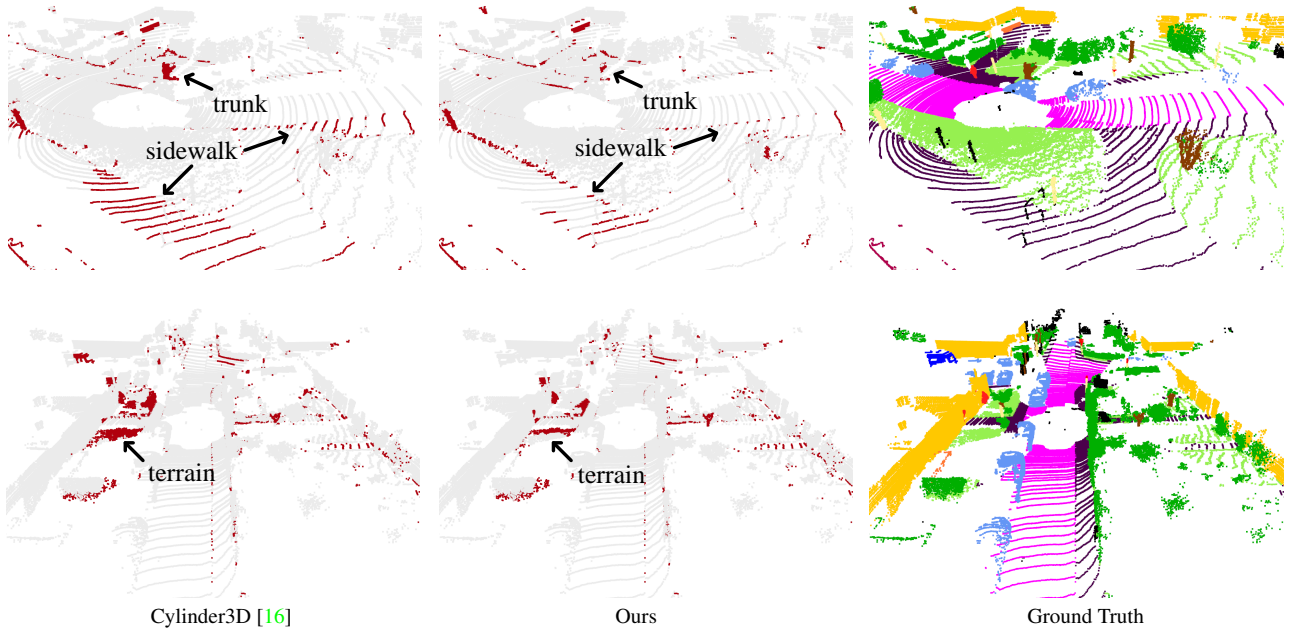 trunk
trunk
sidewalk
sidewalk
terrain
terrain
Cylinder3D [16]
Ours
Ground Truth